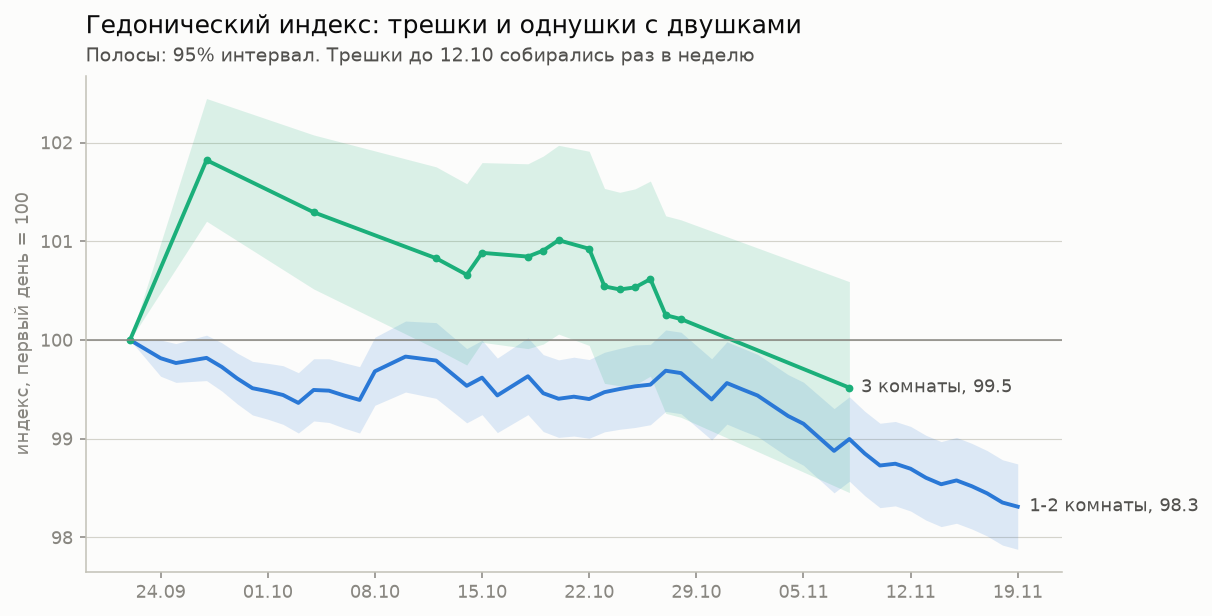 Гедонический индекс: трешки и однушки с двушками
Полосы: 95% интервал. Трешки до 12.10 собирались раз в неделю
индекс, первый день = 100
102
101
100
99
98
3 комнаты, 99.5
1-2 комнаты, 98.3
24.09
01.10
08.10
15.10
22.10
29.10
05.11
12.11
19.11